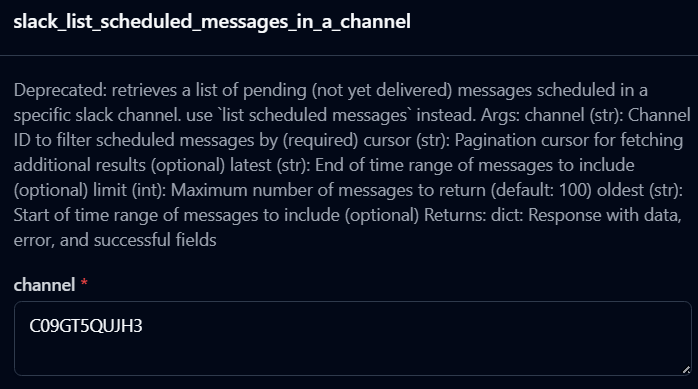 slack_list_scheduled_messages_in_a_channel
Deprecated: retrieves a list of pending (not yet delivered) messages scheduled in a
specific slack channel. use `list scheduled messages` instead. Args: channel (str): Channel
ID to filter scheduled messages by (required) cursor (str): Pagination cursor for fetching
additional results (optional) latest (str): End of time range of messages to include
(optional) limit (int): Maximum number of messages to return (default: 100) oldest (str):
Start of time range of messages to include (optional) Returns: dict: Response with data,
error, and successful fields
channel *
C09GT5QUJH3